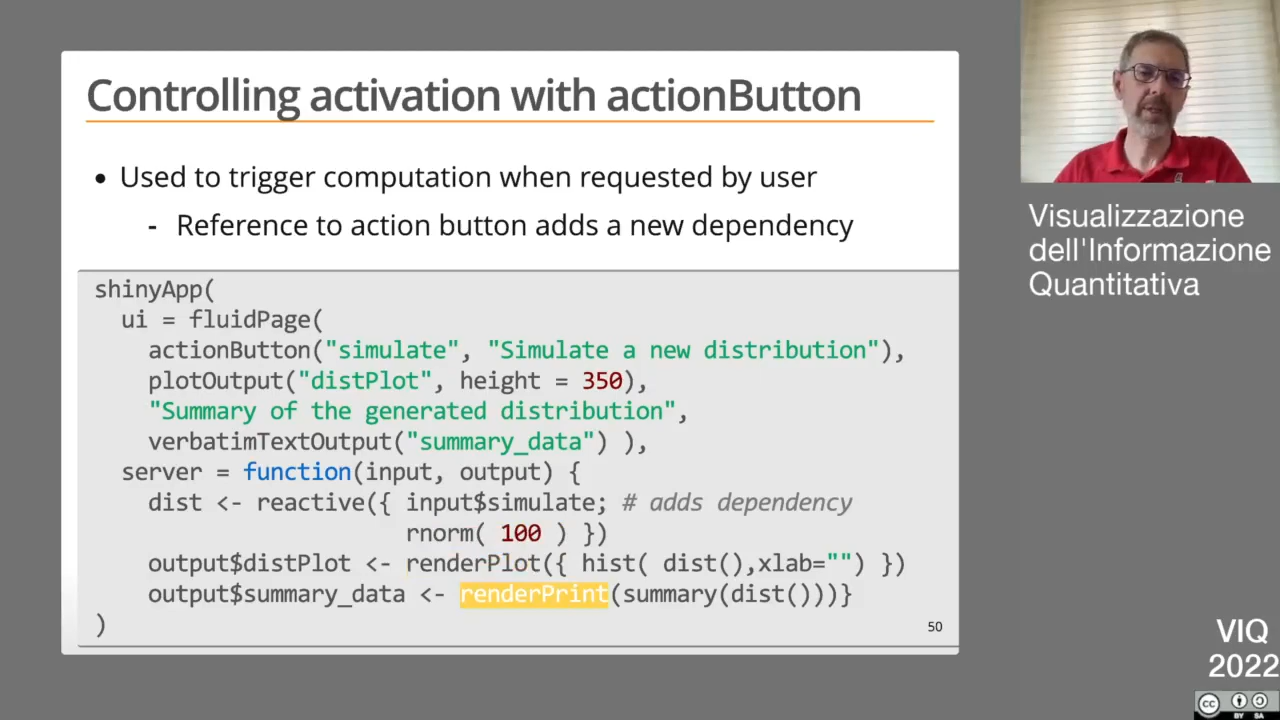 Controlling activation with actionButton
• Used to trigger computation when requested by user
- Reference to action button adds a new dependency
shinyApp(
ui = fluidPage(
actionButton("simulate", "Simulate a new distribution"),
plotOutput("distPlot", height = 350),
"Summary of the generated distribution",
verbatimTextOutput("summary_data") ),
server = function(input, output) {
dist <- reactive({ input$simulate; # adds dependency
rnorm( 100 ) })
output$distPlot <- renderPlot({ hist( dist(),xlab="") })
output$summary_data <- renderPrint(summary(dist()))}
)
50
Visualizzazione
dell'Informazione
Quantitativa
VIQ
2022
cc
BY SA